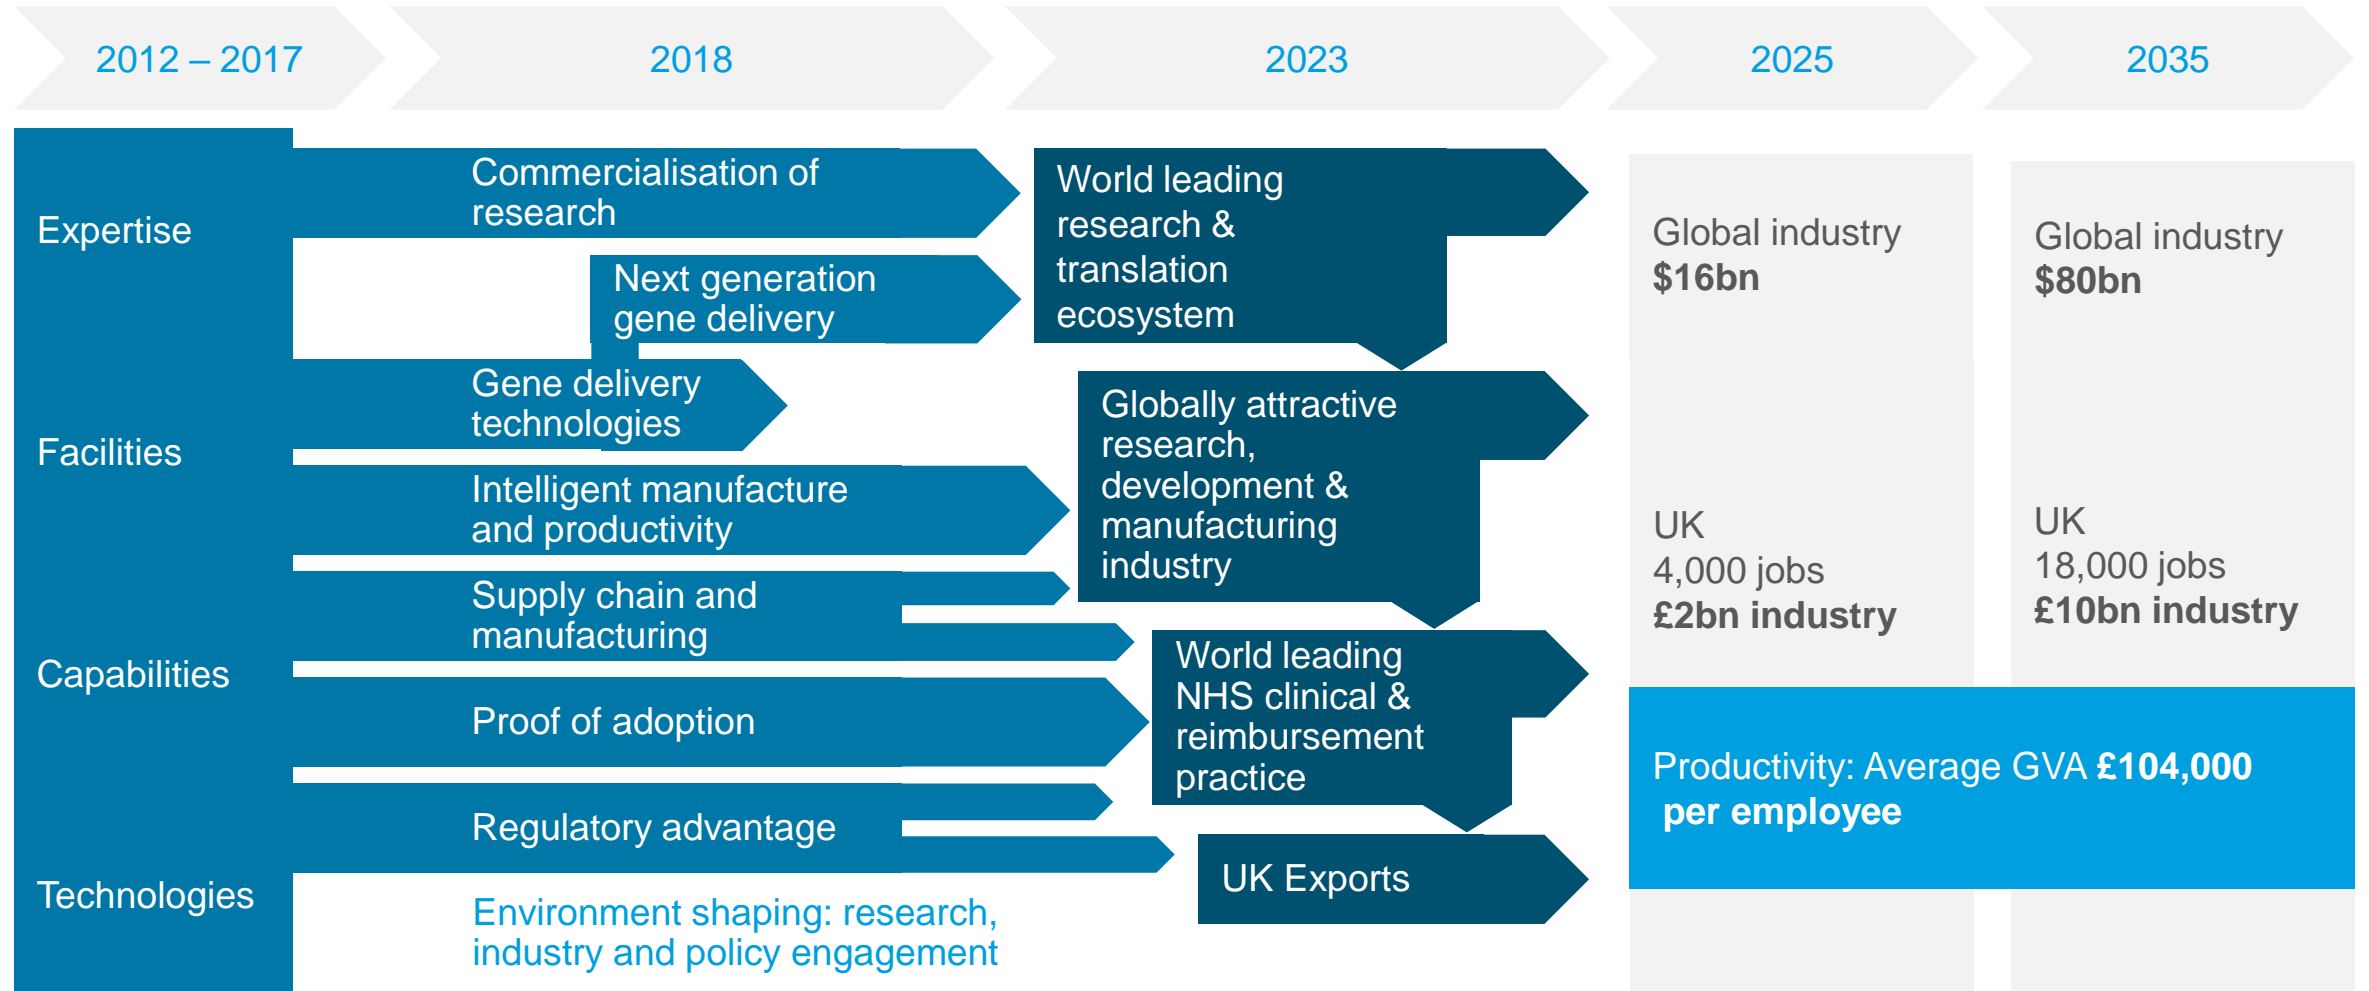 2012 – 2017
2018
2023
2025
2035
Expertise
Facilities
Capabilities
Technologies
Commercialisation of
research
Next generation
gene delivery
Gene delivery
technologies
Intelligent manufacture
and productivity
Supply chain and
manufacturing
Proof of adoption
Regulatory advantage
Environment shaping: research,
industry and policy engagement
World leading
research &
translation
ecosystem
Globally attractive
research,
development &
manufacturing
industry
World leading
NHS clinical &
reimbursement
practice
UK Exports
Global industry
$16bn
UK
4,000 jobs
£2bn industry
Global industry
$80bn
UK
18,000 jobs
£10bn industry
Productivity: Average GVA £104,000
per employee